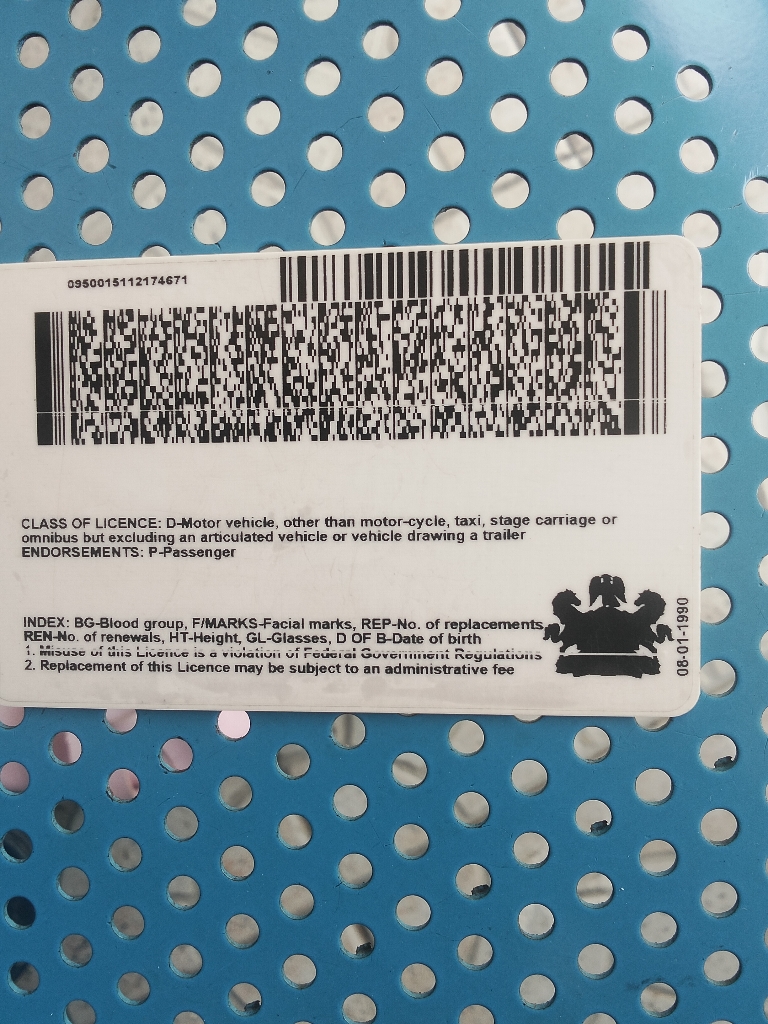 0950015112174671
CLASS OF LICENCE: D-Motor vehicle, other than motor-cycle, taxi, stage carriage or
omnibus but excluding an articulated vehicle or vehicle drawing a trailer
ENDORSEMENTS: P-Passenger
INDEX: BG-Blood group, F/MARKS-Facial marks, REP-No. of replacements,
REN-No. of renewals, HT-Height, GL-Glasses, D OF B-Date of birth
1. Misuse of this Licence is a violation of Federal Government Regulations
2. Replacement of this Licence may be subject to an administrative fee
08-01-1990